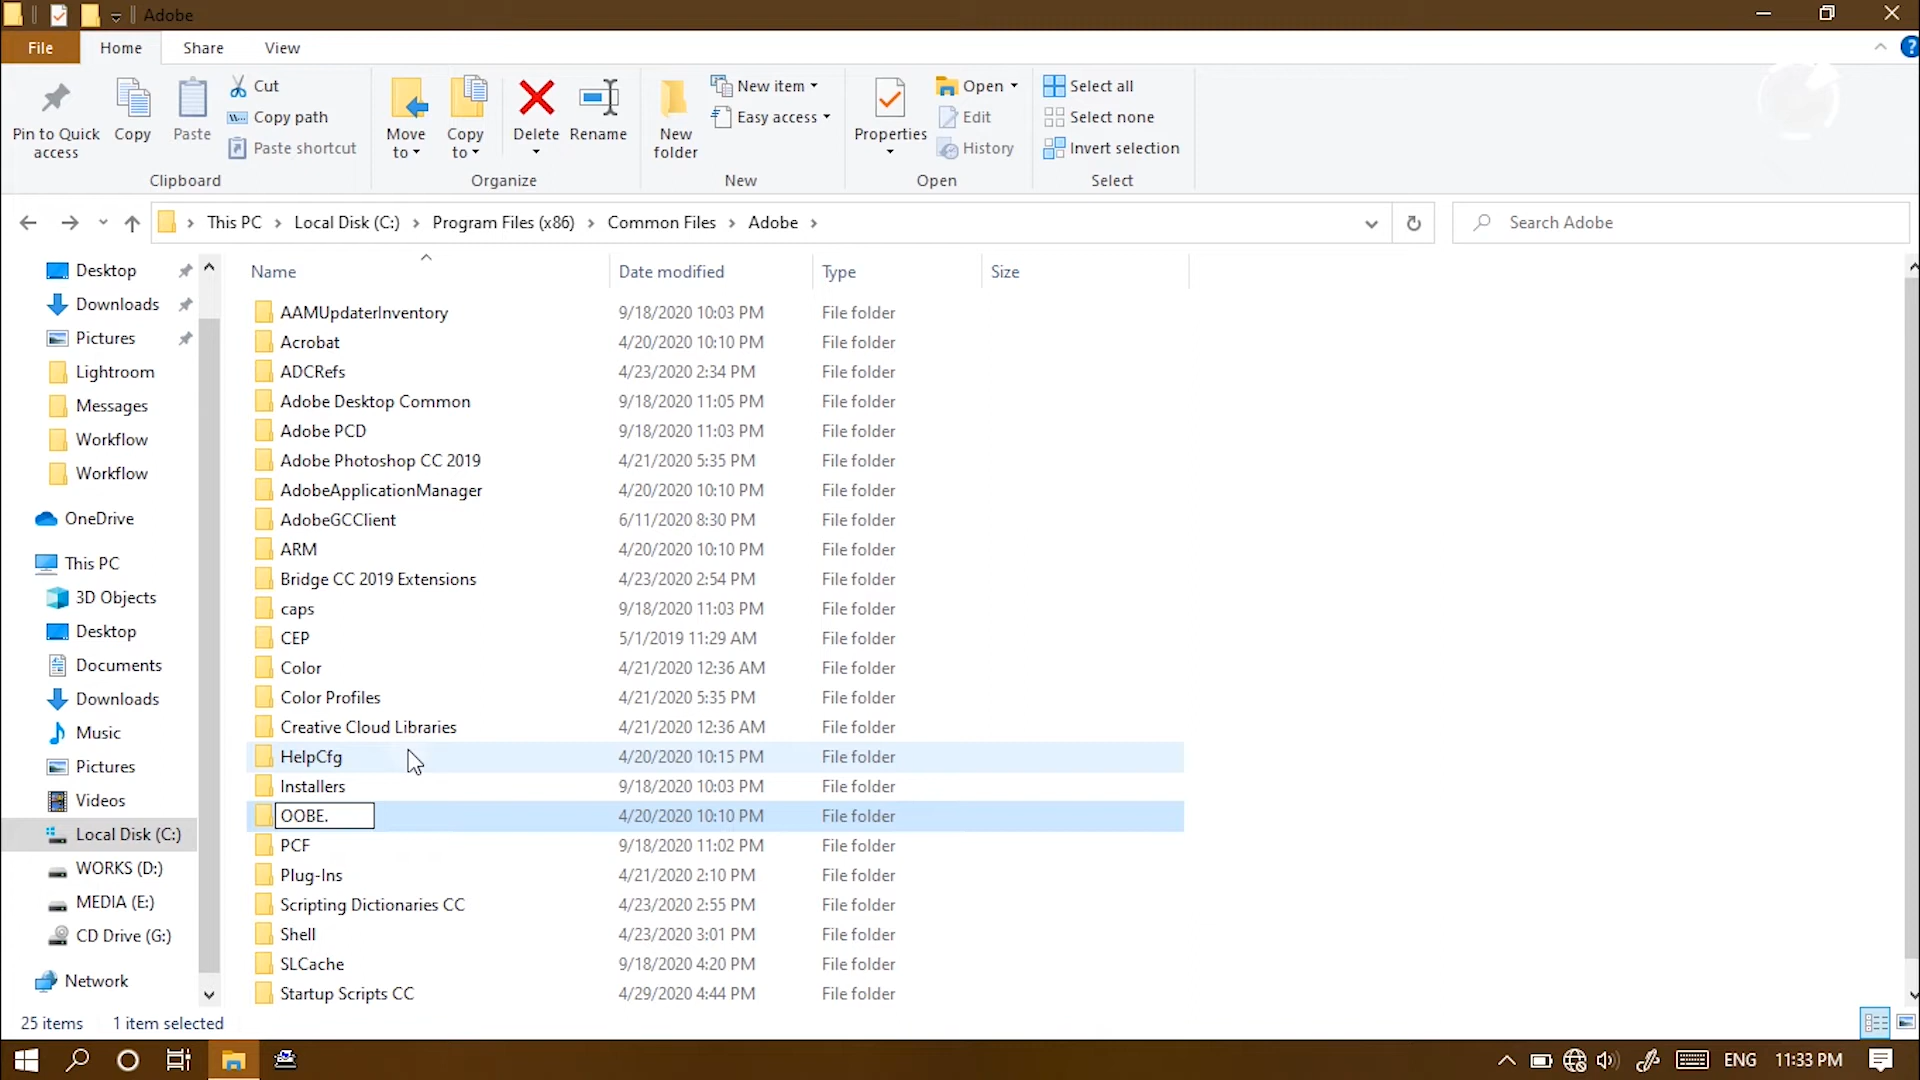 Adobe
File Home Share View
Pin to Quick access
Copy
Paste
Cut
Copy path
Paste shortcut
Clipboard
Move to
Copy to
Delete
Rename
Organize
New folder
New item
Easy access
New
Properties
Open
Edit
History
Open
Select all
Select none
Invert selection
Select
This PC Local Disk (C:) Program Files (x86) Common Files Adobe
Search Adobe
Desktop
Downloads
Pictures
Lightroom
Messages
Workflow
Workflow
OneDrive
This PC
3D Objects
Desktop
Documents
Downloads
Music
Pictures
Videos
Local Disk (C:)
WORKS (D:)
MEDIA (E:)
CD Drive (G:)
Network
Name Date modified Type Size
AAMUpdaterInventory 9/18/2020 10:03 PM File folder
Acrobat 4/20/2020 10:10 PM File folder
ADCRefs 4/23/2020 2:34 PM File folder
Adobe Desktop Common 9/18/2020 11:05 PM File folder
Adobe PCD 9/18/2020 11:03 PM File folder
Adobe Photoshop CC 2019 4/21/2020 5:35 PM File folder
AdobeApplicationManager 4/20/2020 10:10 PM File folder
AdobeGCClient 6/11/2020 8:30 PM File folder
ARM 4/20/2020 10:10 PM File folder
Bridge CC 2019 Extensions 4/23/2020 2:54 PM File folder
caps 9/18/2020 11:03 PM File folder
CEP 5/1/2019 11:29 AM File folder
Color 4/21/2020 12:36 AM File folder
Color Profiles 4/21/2020 5:35 PM File folder
Creative Cloud Libraries 4/21/2020 12:36 AM File folder
HelpCfg 4/20/2020 10:15 PM File folder
Installers 9/18/2020 10:03 PM File folder
OOBE. 4/20/2020 10:10 PM File folder
PCF 9/18/2020 11:02 PM File folder
Plug-Ins 4/21/2020 2:10 PM File folder
Scripting Dictionaries CC 4/23/2020 2:55 PM File folder
Shell 4/23/2020 3:01 PM File folder
SLCache 9/18/2020 4:20 PM File folder
Startup Scripts CC 4/29/2020 4:44 PM File folder
25 items 1 item selected
ENG 11:33 PM